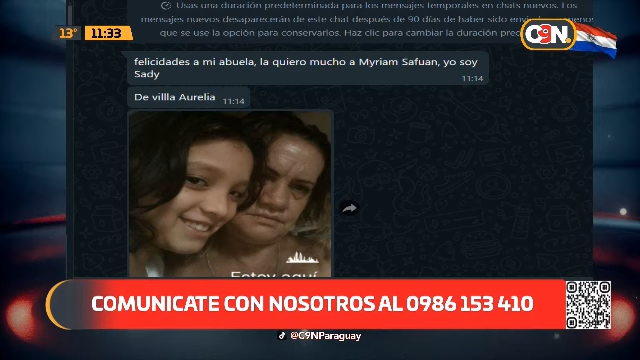 Usas una duración predeterminada para los mensajes temporales en chats nuevos. Los
mensajes nuevos desaparecerán de este chat después de 90 días de haber sido
que se use la opción para conservarlos. Haz clic para cambiar la duración
13° 11:33
C9N.
felicidades a mi abuela, la quiero mucho a Myriam Safuan, yo soy
Sady
11:14
De villla Aurelia 11:14
Estoy aquí
COMUNICATE CON NOSOTROS AL 0986 153 410
@C9NParaguay